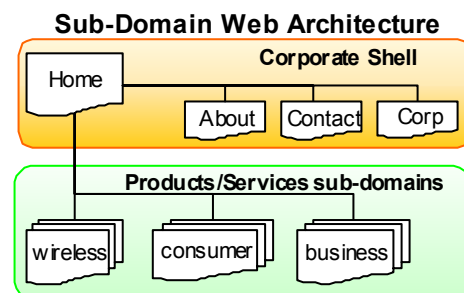 Sub-Domain Web Architecture
Corporate Shell
Home
About Contact Corp
Products/Services sub-domains
wireless consumer business